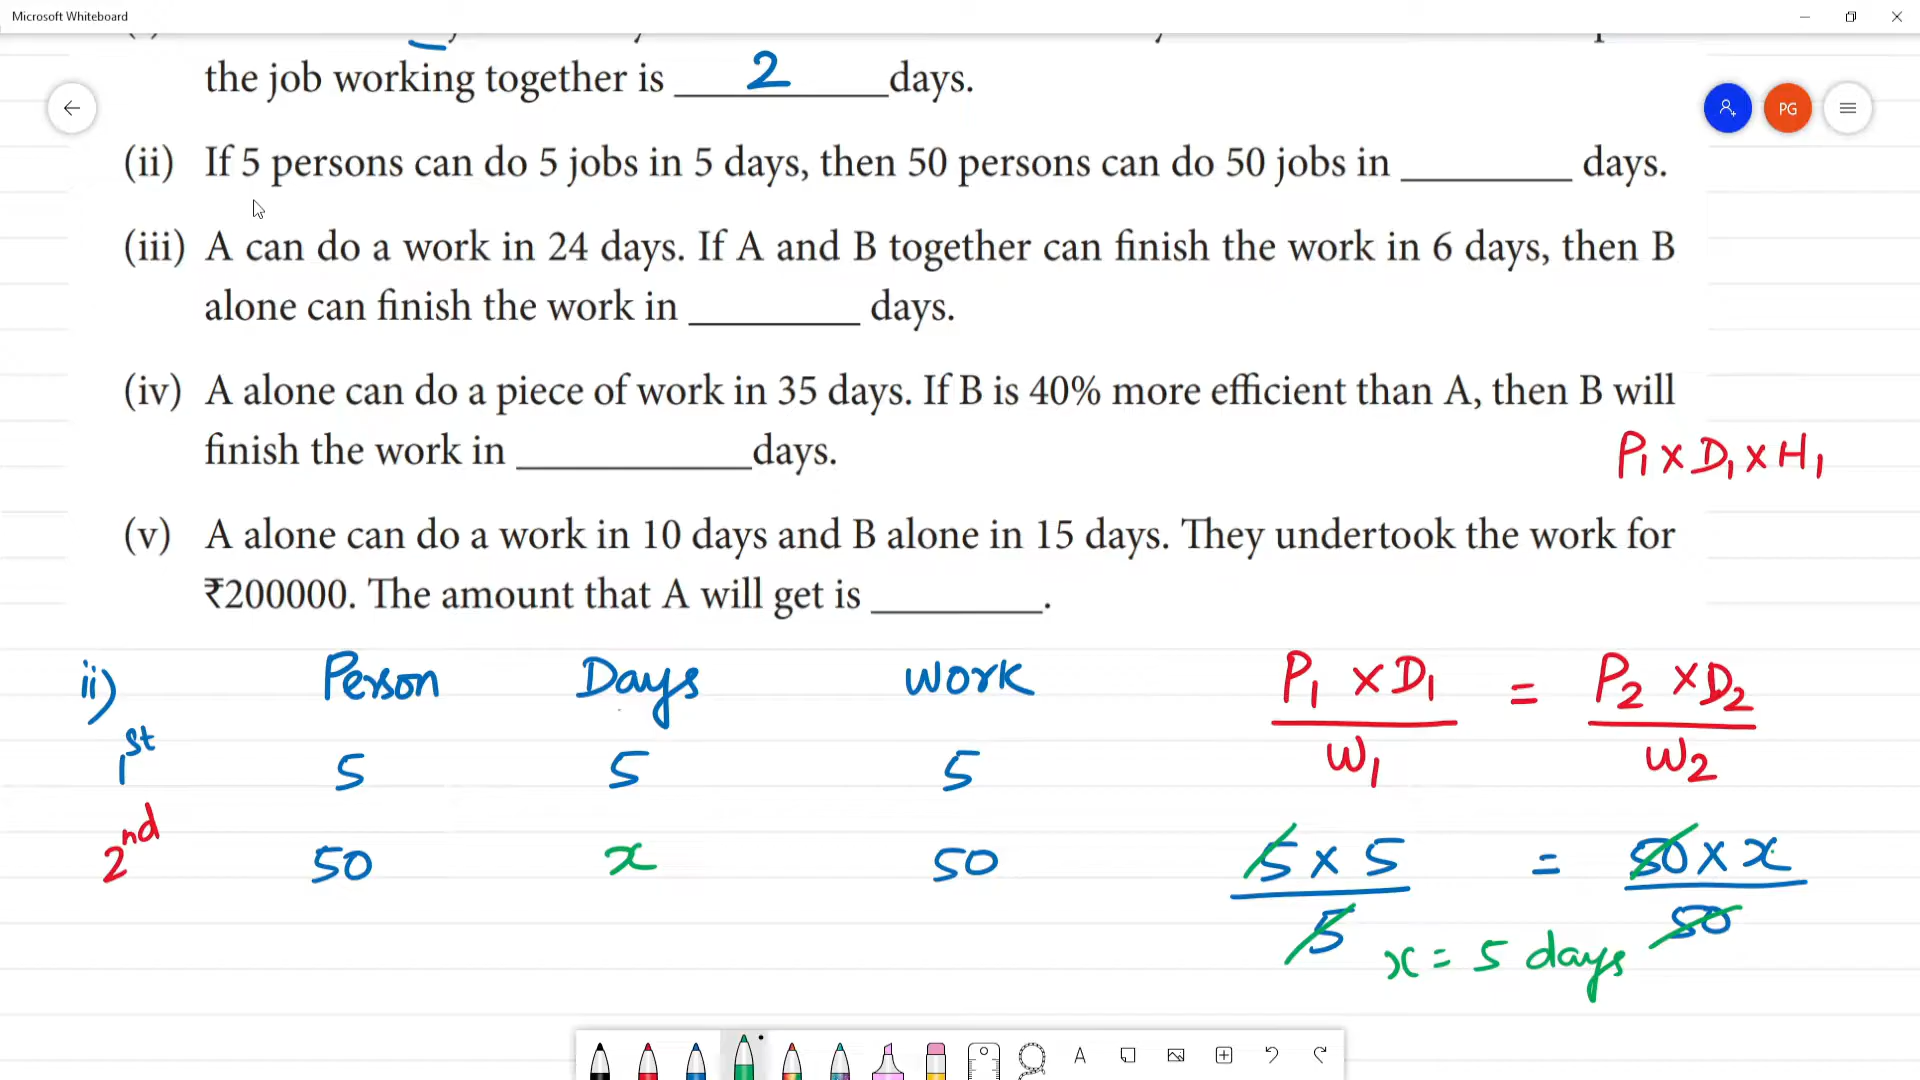 Microsoft Whiteboard
the job working together is 2 days.
PG
(ii) If 5 persons can do 5 jobs in 5 days, then 50 persons can do 50 jobs in ________ days.
(iii) A can do a work in 24 days. If A and B together can finish the work in 6 days, then B
alone can finish the work in ________ days.
(iv) A alone can do a piece of work in 35 days. If B is 40% more efficient than A, then B will
finish the work in ___________days.
P₁ × D₁ × H₁
(v) A alone can do a work in 10 days and B alone in 15 days. They undertook the work for
₹200000. The amount that A will get is ________.
ii) Person Days Work
P₁ × D₁ = P₂ × D₂
W₁ W₂
1st 5 5 5
2nd 50 x 50
5 × 5 = 50 × x
5 50
x = 5 days
A